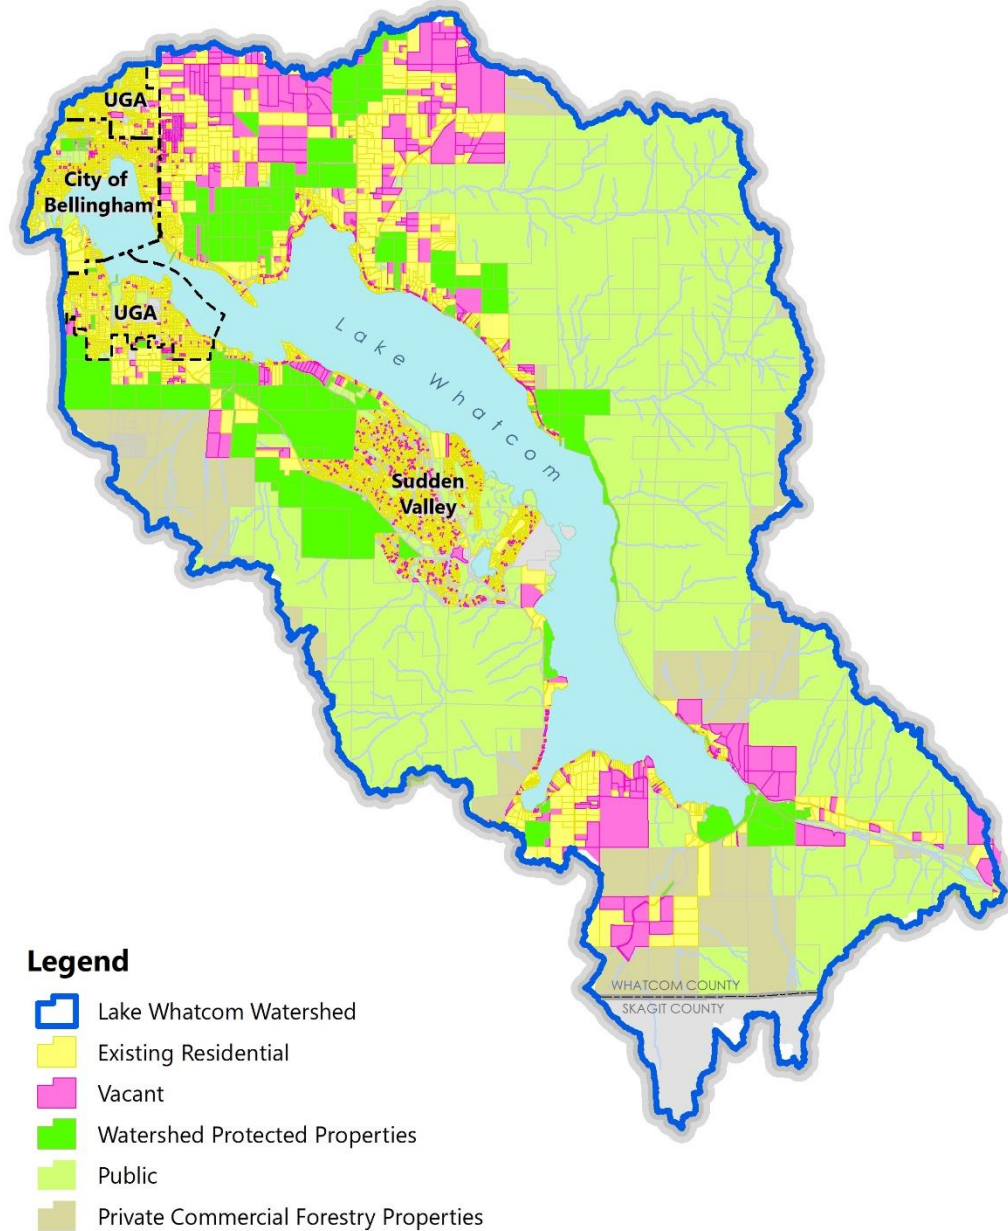 UGA
City of
Bellingham
UGA
Lake Whatcom
Sudden
Valley
WHATCOM COUNTY
SKAGIT COUNTY
Legend
Lake Whatcom Watershed
Existing Residential
Vacant
Watershed Protected Properties
Public
Private Commercial Forestry Properties